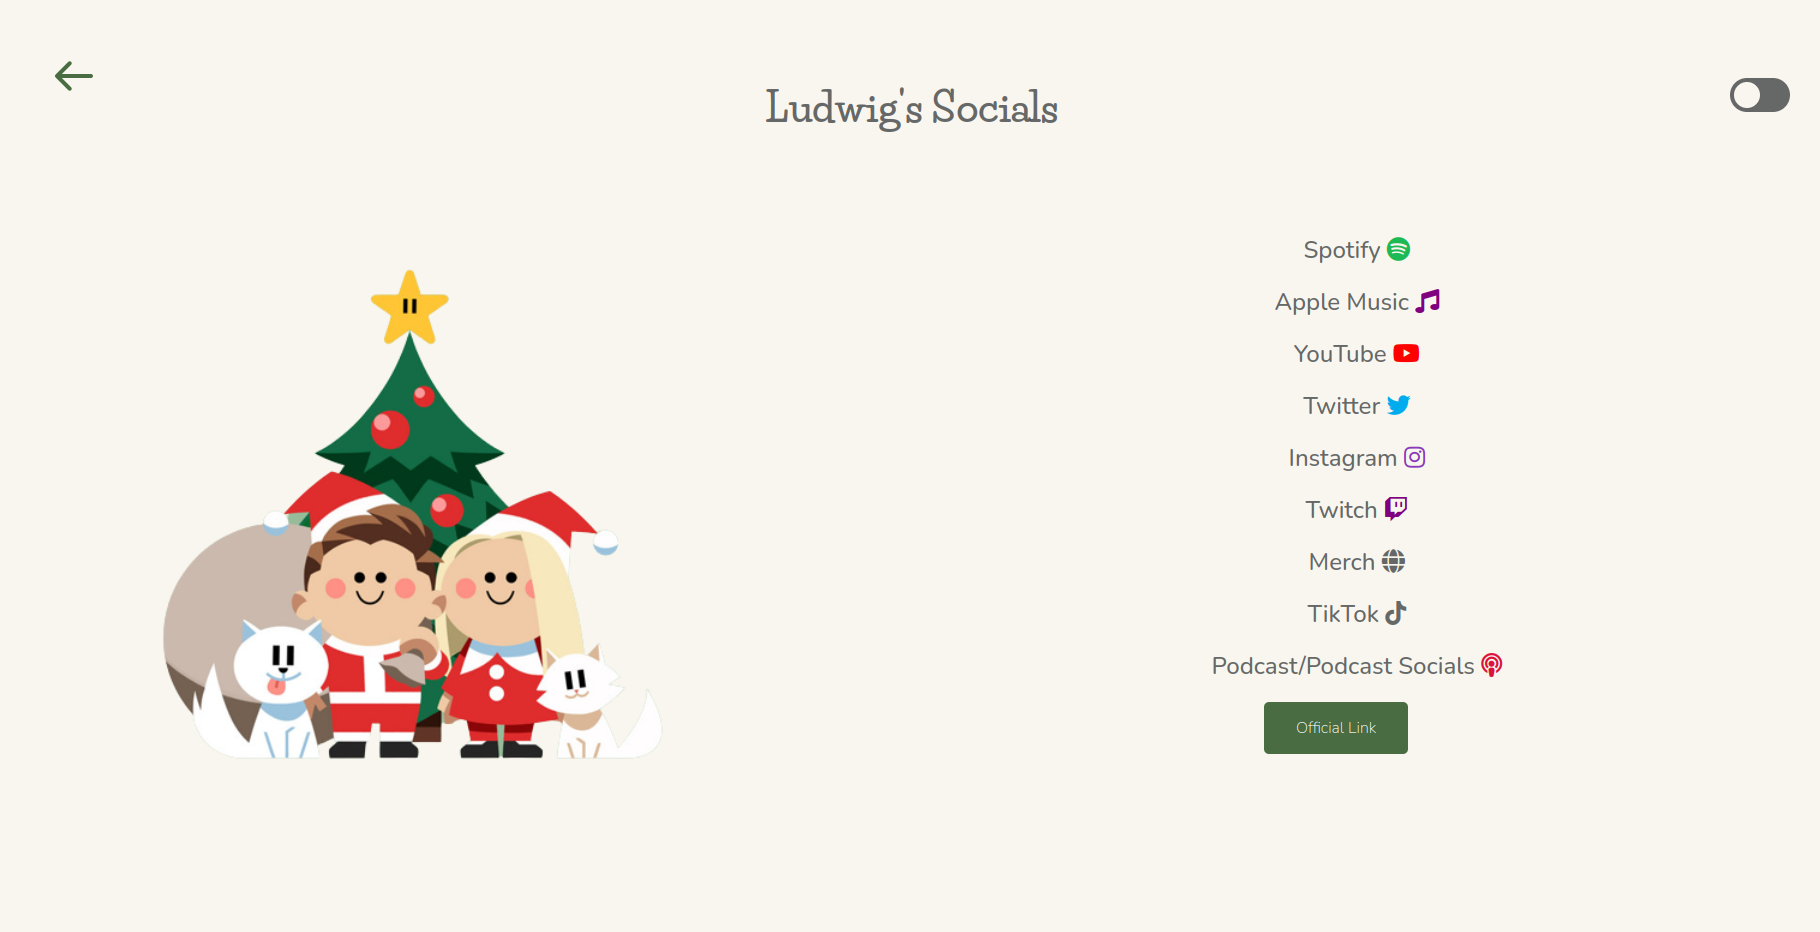 Ludwig's Socials
Spotify
Apple Music
YouTube
Twitter
Instagram
Twitch
Merch
TikTok
Podcast/Podcast Socials
Official Link